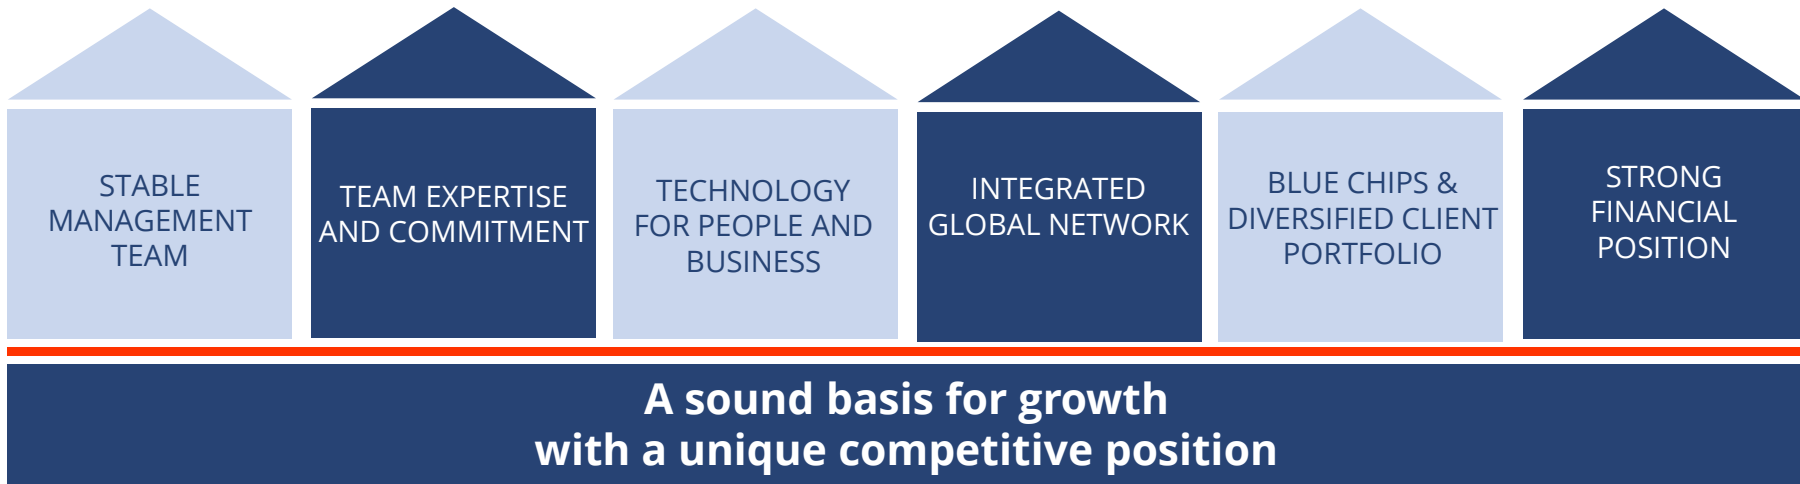 STABLE
MANAGEMENT
TEAM
TEAM EXPERTISE
AND COMMITMENT
TECHNOLOGY
FOR PEOPLE AND
BUSINESS
INTEGRATED
GLOBAL NETWORK
BLUE CHIPS &
DIVERSIFIED CLIENT
PORTFOLIO
STRONG
FINANCIAL
POSITION
A sound basis for growth
with a unique competitive position